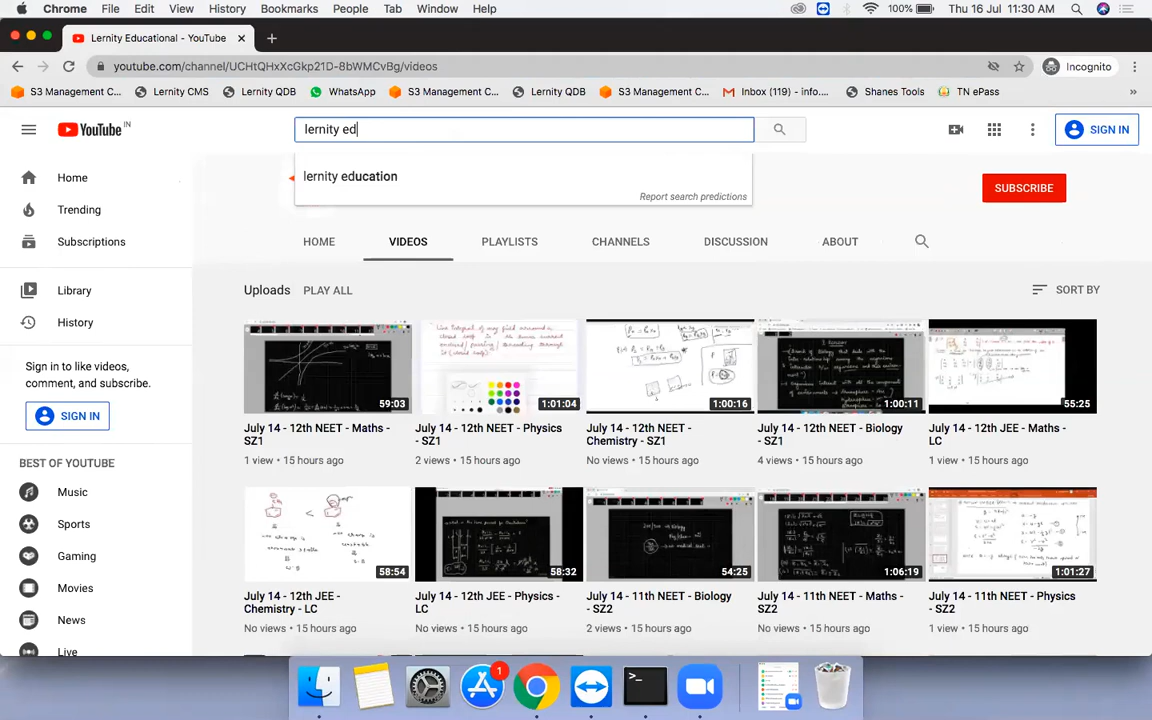 Chrome File Edit View History Bookmarks People Tab Window Help 100% Thu 16 Jul 11:30 AM
Lernity Educational - YouTube
youtube.com/channel/UCHtQHxXcGkp21D-8bWMCvBg/videos Incognito
S3 Management C... Lernity CMS Lernity QDB WhatsApp S3 Management C... Lernity QDB S3 Management C... Inbox (119) - info.... Shanes Tools TN ePass »
YouTube IN lernity ed SIGN IN
lernity education
Report search predictions
SUBSCRIBE
Home
Trending
Subscriptions
Library
History
Sign in to like videos,
comment, and subscribe.
SIGN IN
BEST OF YOUTUBE
Music
Sports
Gaming
Movies
News
Live
HOME VIDEOS PLAYLISTS CHANNELS DISCUSSION ABOUT
Uploads PLAY ALL SORT BY
59:03 1:01:04 1:00:16 1:00:11 55:25
July 14 - 12th NEET - Maths - SZ1
1 view • 15 hours ago
July 14 - 12th NEET - Physics - SZ1
2 views • 15 hours ago
July 14 - 12th NEET - Chemistry - SZ1
No views • 15 hours ago
July 14 - 12th NEET - Biology - SZ1
4 views • 15 hours ago
July 14 - 12th JEE - Maths - LC
1 view • 15 hours ago
58:54 58:32 54:25 1:06:19 1:01:27
July 14 - 12th JEE - Chemistry - LC
No views • 15 hours ago
July 14 - 12th JEE - Physics - LC
No views • 15 hours ago
July 14 - 11th NEET - Biology - SZ2
2 views • 15 hours ago
July 14 - 11th NEET - Maths - SZ2
No views • 15 hours ago
July 14 - 11th NEET - Physics - SZ2
1 view • 15 hours ago
1